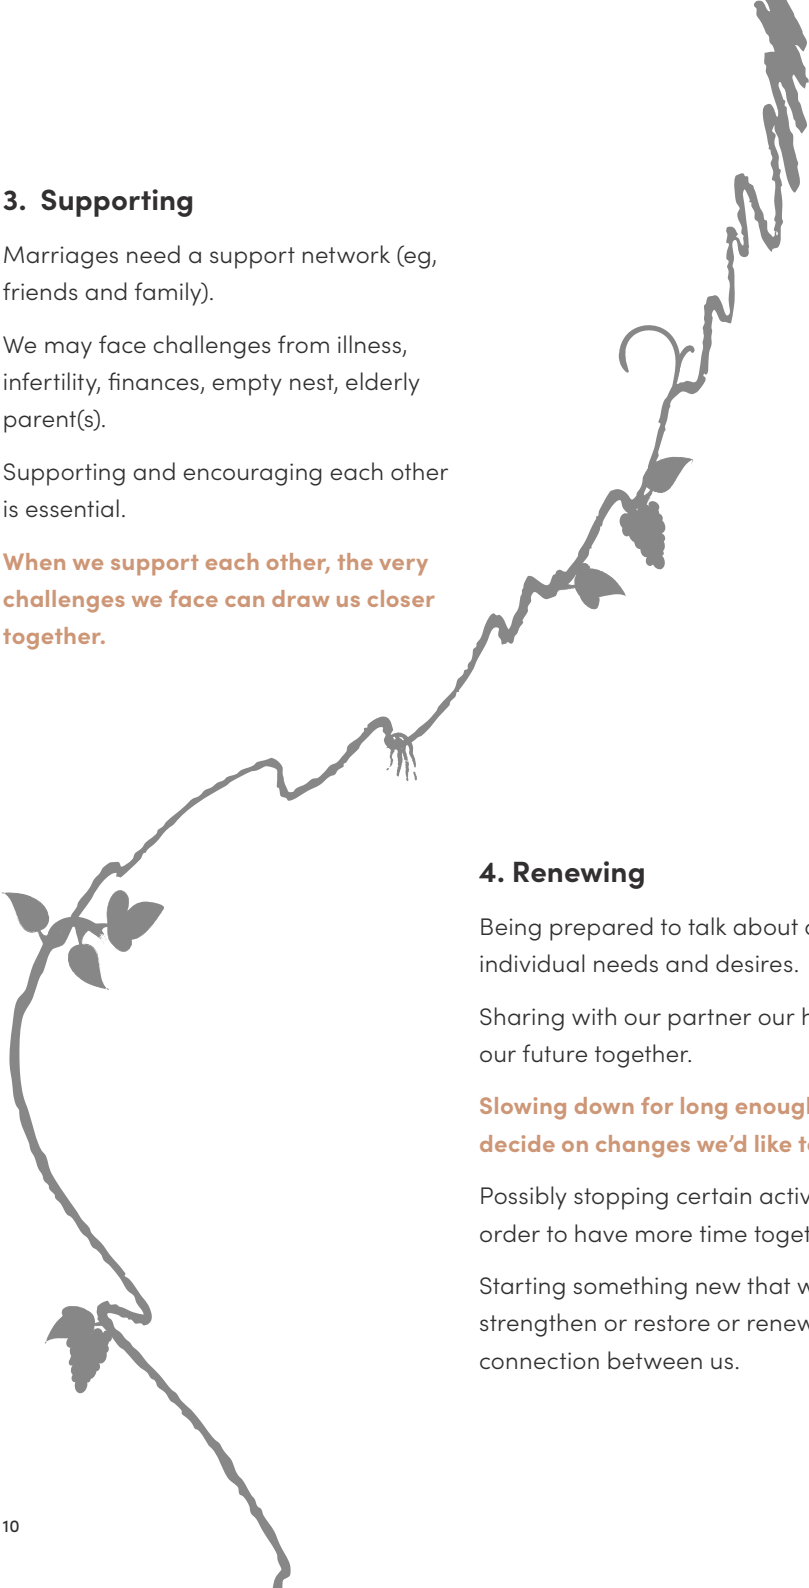 3. Supporting
Marriages need a support network (eg,
friends and family).
We may face challenges from illness,
infertility, finances, empty nest, elderly
parent(s).
Supporting and encouraging each other
is essential.
When we support each other, the very
challenges we face can draw us closer
together.
4. Renewing
Being prepared to talk about
individual needs and desires.
Sharing with our partner our
our future together.
Slowing down for long
decide on changes we’d like
Possibly stopping certain
order to have more time
Starting something new that
strengthen or restore or renew
connection between us.
10